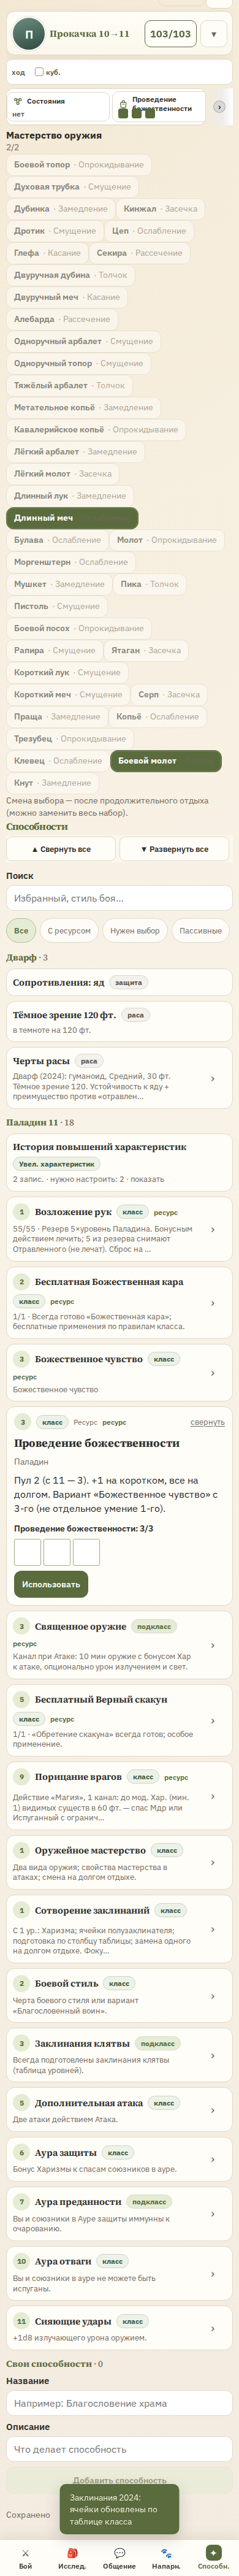 П
Прокачка 10→11
103/103
▼
ход
куб.
Состояния
нет
Проведение
божественности
›
Мастерство оружия
2/2
Боевой топор · Опрокидывание
Духовая трубка · Смущение
Дубинка · Замедление Кинжал · Засечка
Дротик · Смущение Цеп · Ослабление
Глефа · Касание Секира · Рассечение
Двуручная дубина · Толчок
Двуручный меч · Касание
Алебарда · Рассечение
Одноручный арбалет · Смущение
Одноручный топор · Смущение
Тяжёлый арбалет · Толчок
Метательное копьё · Замедление
Кавалерийское копьё · Опрокидывание
Лёгкий арбалет · Замедление
Лёгкий молот · Засечка
Длинный лук · Замедление
Длинный меч
Булава · Ослабление Молот · Опрокидывание
Моргенштерн · Ослабление
Мушкет · Замедление Пика · Толчок
Пистоль · Смущение
Боевой посох · Опрокидывание
Рапира · Смущение Ятаган · Засечка
Короткий лук · Смущение
Короткий меч · Смущение Серп · Засечка
Праща · Замедление Копьё · Ослабление
Трезубец · Опрокидывание
Клевец · Ослабление Боевой молот
Кнут · Замедление
Смена выбора — после продолжительного отдыха
(можно заменить весь набор).
Способности
▲ Свернуть все ▼ Развернуть все
Поиск
Избранный, стиль боя…
Все С ресурсом Нужен выбор Пассивные
Дварф · 3
Сопротивления: яд защита
Тёмное зрение 120 фт. раса
в темноте на 120 фт.
Черты расы раса
Дварф (2024): гуманоид, Средний, 30 фт.
Тёмное зрение 120. Устойчивость к яду +
преимущество против «отравлен…
›
Паладин 11 · 18
История повышений характеристик
Увел. характеристик
2 запис. · нужно настроить: 2 · показать
1 Возложение рук класс ресурс
55/55 · Резерв 5×уровень Паладина. Бонусным
действием лечить; 5 из резерва снимают
Отравленного (не лечат). Сброс на …
›
2 Бесплатная Божественная кара
класс ресурс
1/1 · Всегда готово «Божественная кара»;
бесплатные применения по правилам класса.
›
3 Божественное чувство класс
ресурс
Божественное чувство
›
3 класс Ресурс ресурс свернуть
Проведение божественности
Паладин
Пул 2 (с 11 — 3). +1 на коротком, все на
долгом. Вариант «Божественное чувство» с
3-го (не отдельное умение 1-го).
Проведение божественности: 3/3
Использовать
3 Священное оружие подкласс
ресурс
Канал при Атаке: 10 мин оружие с бонусом Хар
к атаке, опционально урон излучением и свет.
›
5 Бесплатный Верный скакун
класс ресурс
1/1 · «Обретение скакуна» всегда готов; особое
применение.
›
9 Порицание врагов класс ресурс
Действие «Магия», 1 канал: до мод. Хар. (мин.
1) видимых существ в 60 фт. — спас Мдр или
Испуганный с огранич…
›
1 Оружейное мастерство класс
Два вида оружия; свойства мастерства в
атаках; смена на долгом отдыхе.
›
1 Сотворение заклинаний класс
С 1 ур.: Харизма; ячейки полузаклинателя;
подготовка по столбцу таблицы; замена одного
на долгом отдыхе. Фоку…
›
2 Боевой стиль класс
Черта боевого стиля или вариант
«Благословенный воин».
›
3 Заклинания клятвы подкласс
Всегда подготовлены заклинания клятвы
(таблица уровней).
›
5 Дополнительная атака класс
Две атаки действием Атака.
›
6 Аура защиты класс
Бонус Харизмы к спасам союзников в ауре.
›
7 Аура преданности подкласс
Вы и союзники в Ауре защиты иммунны к
очарованию.
›
10 Аура отваги класс
Вы и союзники в ауре не можете быть
испуганы.
›
11 Сияющие удары класс
+1d8 излучающего урона оружием.
›
Свои способности · 0
Название
Например: Благословение храма
Описание
Что делает способность
Добавить способность
Сохранено
Заклинания 2024:
ячейки обновлены по
таблице класса
Бой Исслед. Общение Напарн. Способн.